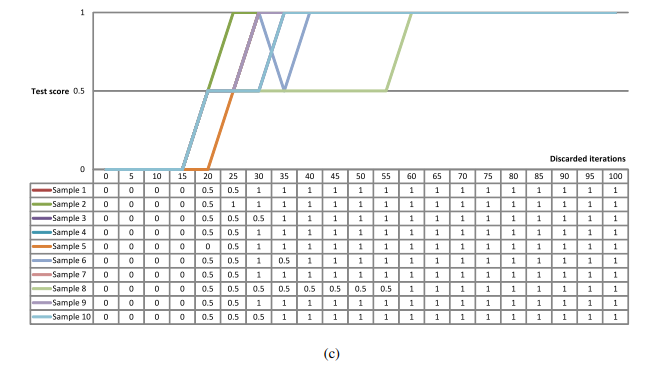 1
Test score 0.5
Discarded iterations
0
0 5 10 15 20 25 30 35 40 45 50 55 60 65 70 75 80 85 90 95 100
Sample 1 0 0 0 0 0.5 0.5 1 1 1 1 1 1 1 1 1 1 1 1 1 1 1
Sample 2 0 0 0 0 0.5 1 1 1 1 1 1 1 1 1 1 1 1 1 1 1 1
Sample 3 0 0 0 0 0.5 0.5 0.5 1 1 1 1 1 1 1 1 1 1 1 1 1 1
Sample 4 0 0 0 0 0.5 0.5 1 1 1 1 1 1 1 1 1 1 1 1 1 1 1
Sample 5 0 0 0 0 0 0.5 1 1 1 1 1 1 1 1 1 1 1 1 1 1 1
Sample 6 0 0 0 0 0.5 0.5 1 0.5 1 1 1 1 1 1 1 1 1 1 1 1 1
Sample 7 0 0 0 0 0.5 0.5 1 1 1 1 1 1 1 1 1 1 1 1 1 1 1
Sample 8 0 0 0 0 0.5 0.5 0.5 0.5 0.5 0.5 0.5 0.5 1 1 1 1 1 1 1 1 1
Sample 9 0 0 0 0 0.5 0.5 1 1 1 1 1 1 1 1 1 1 1 1 1 1 1
Sample 10 0 0 0 0 0.5 0.5 0.5 1 1 1 1 1 1 1 1 1 1 1 1 1 1
(c)